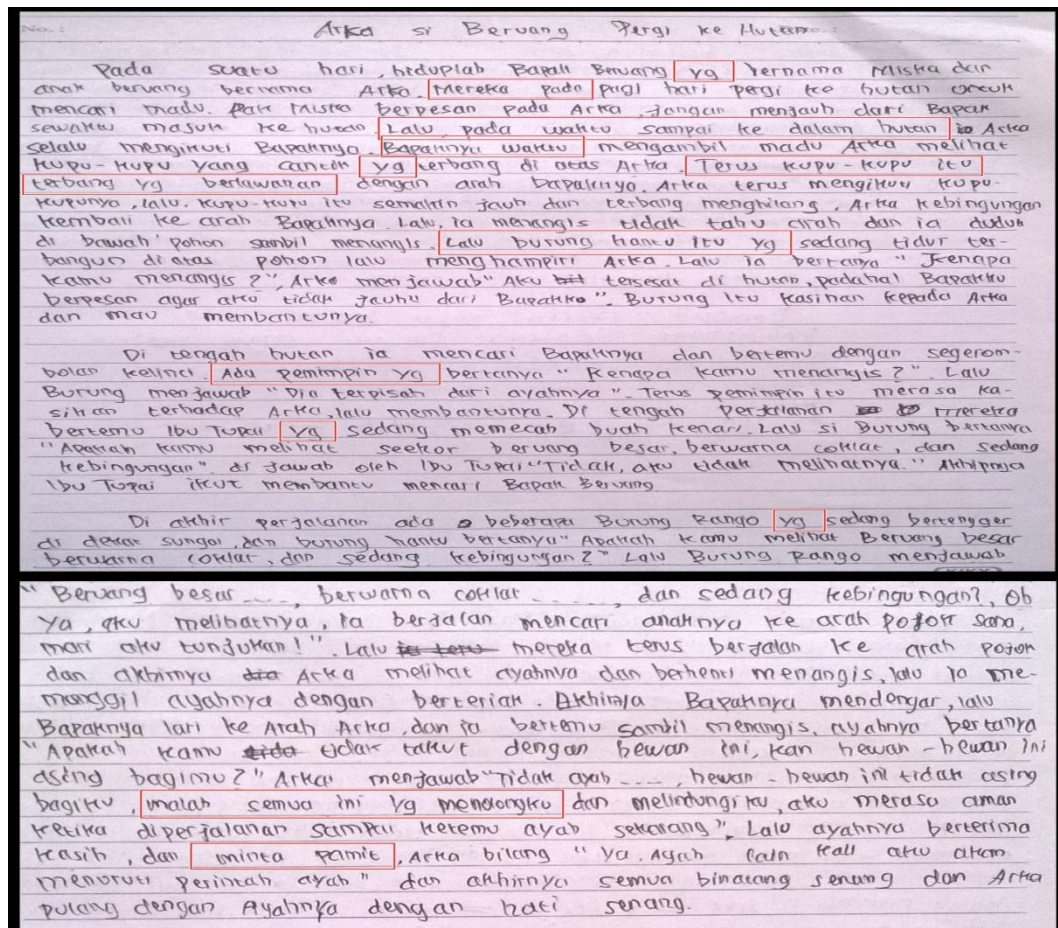 No. :
Arka si Beruang Pergi ke Hutan
Pada suatu hari, hiduplah Bapak Beruang yg bernama Miska dan
anak beruang bernama Arka. Mereka pada pagi hari pergi ke hutan untuk
mencari madu. Pak Miska berpesan pada Arka jangan menjauh dari Bapak
sewaktu masuk ke hutan. Lalu pada waktu sampai ke dalam hutan Arka
selalu mengikuti Bapaknya. Bapaknya waktu mengambil madu Arka melihat
kupu-kupu yang cantik yg terbang di atas Arka. Terus kupu-kupu itu
terbang yg berlawanan dengan arah bapaknya. Arka terus mengikuti kupu-
kupunya, lalu. kupu-kupu itu semakin jauh dan terbang menghilang. Arka kebingungan
kembali ke arah Bapaknya. Lalu, ia menangis tidak tahu arah dan ia duduk
di bawah pohon sambil menangis. Lalu burung hantu itu yg sedang tidur ter-
bangun di atas pohon lalu menghampiri Arka. Lalu ia bertanya "Kenapa
kamu menangis?", Arka menjawab "Aku tersesat di hutan, padahal Bapakku
berpesan agar aku tidak jauhu dari Bapakku". Burung itu kasihan kepada Arka
dan mau membantunya.
Di tengah hutan ia mencari Bapaknya dan bertemu dengan segerom-
bolan kelinci. Ada pemimpin yg bertanya "Kenapa kamu menangis?" Lalu
Burung menjawab "Dia terpisah dari ayahnya". Terus pemimpin itu merasa ka-
sihan terhadap Arka, lalu membantunya. Di tengah perjalanan mereka
bertemu Ibu Tupai yg sedang memecah buah kenari. Lalu si Burung bertanya
"Apakah kamu melihat seekor beruang besar, berwarna coklat, dan sedang
kebingungan". di jawab oleh Ibu Tupai "Tidak, aku tidak melihatnya." Akhirnya
Ibu Tupai ikut membantu mencari Bapak Beruang
Di akhir perjalanan ada beberapa Burung Bango yg sedang bertengger
di dekat sungai, dan burung hantu bertanya "Apakah kamu melihat Beruang besar
berwarna coklat, dan sedang kebingungan?" Lalu Burung Bango menjawab
"Beruang besar...., berwarna coklat......, dan sedang kebingungan?, Oh
ya, aku melihatnya, ia berjalan mencari anaknya ke arah pojok sana,
mari aku tunjukan!". Lalu mereka terus berjalan ke arah pojok
dan akhirnya Arka melihat ayahnya dan berhenti menangis, lalu ia me-
manggil ayahnya dengan berteriak. Akhirnya Bapaknya mendengar, lalu
Bapaknya lari ke Arah Arka, dan ia bertemu sambil menangis, ayahnya bertanya
"Apakah kamu tidak takut dengan hewan ini, kan hewan-hewan ini
asing bagimu?" Arka menjawab "Tidak ayah ...., hewan-hewan ini tidak asing
bagiku, malah semua ini yg menolongku dan melindungiku, aku merasa aman
ketika diperjalanan sampai ketemu ayah sekarang". Lalu ayahnya berterima
kasih, dan minta pamit, Arka bilang "Ya. Ayah lain kali aku akan
menuruti perintah ayah" dan akhirnya semua binatang senang dan Arka
pulang dengan Ayahnya dengan hati senang.